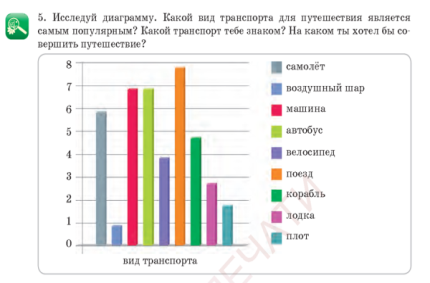 5. Исследуй диаграмму. Какой вид транспорта для путешествия является
самым популярным? Какой транспорт тебе знаком? На каком ты хотел бы со-
вершить путешествие?
8
7
6
5
4
3
2
1
0
вид транспорта
самолёт
воздушный шар
машина
автобус
велосипед
поезд
корабль
лодка
плот
ПЕЧАТИ